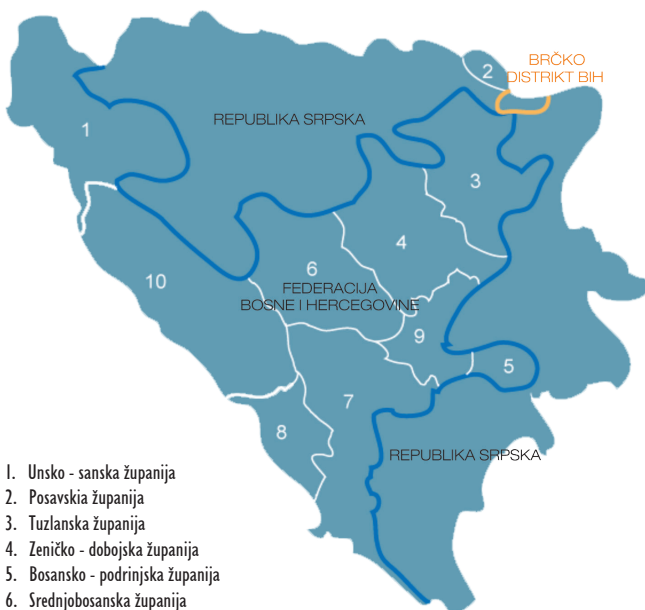 BRČKO
DISTRIKT BIH
2
REPUBLIKA SRPSKA
1
3
4
6
10
FEDERACIJA
BOSNE I HERCEGOVINE
9
5
7
8
REPUBLIKA SRPSKA
1. Unsko - sanska županija
2. Posavskia županija
3. Tuzlanska županija
4. Zeničko - dobojska županija
5. Bosansko - podrinjska županija
6. Srednjobosanska županija